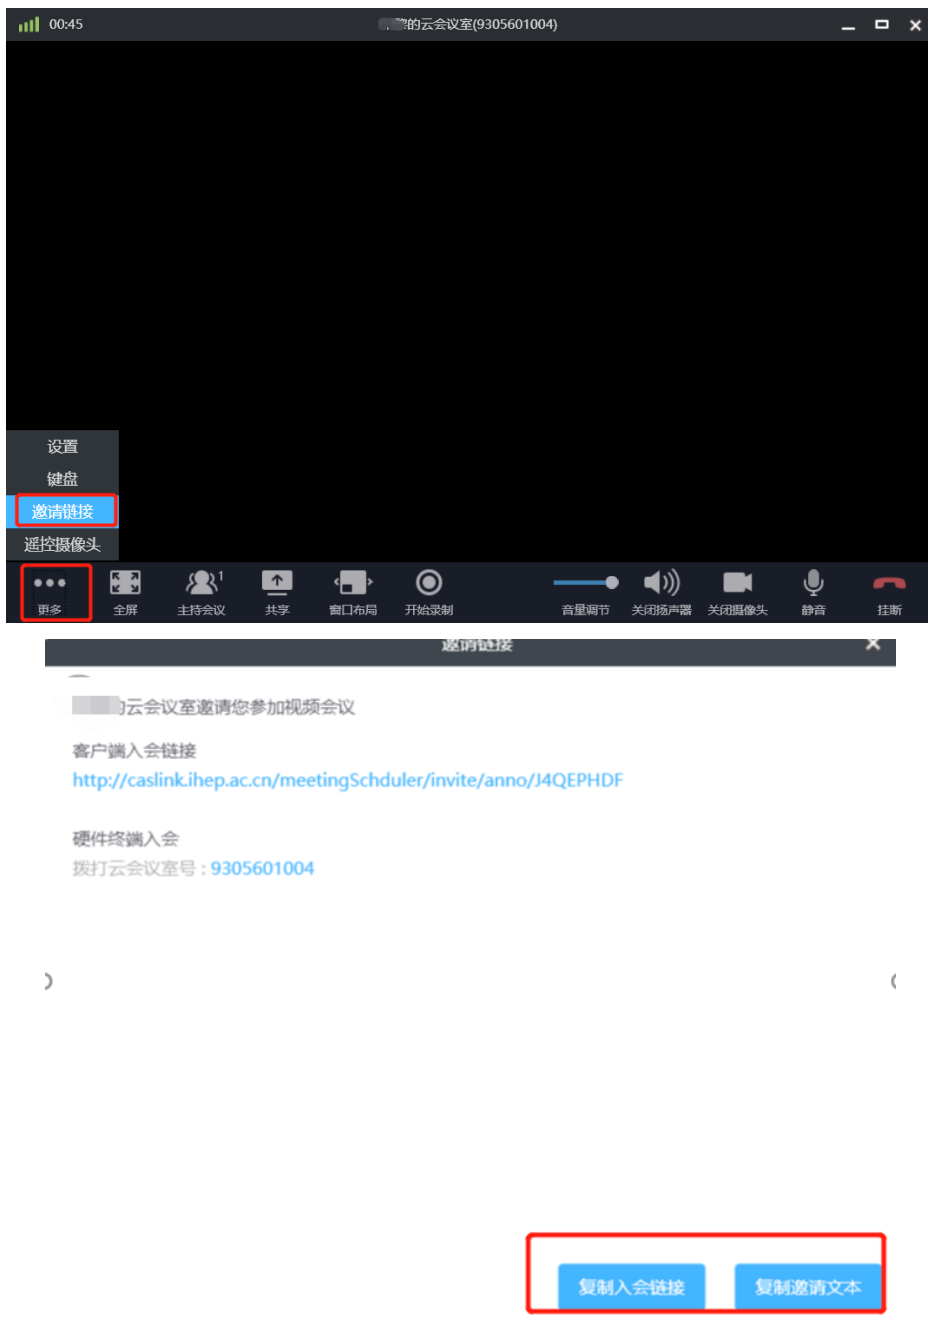 00:45
黎的云会议室(9305601004)
设置
键盘
邀请链接
遥控摄像头
更多 全屏 主持会议 1 共享 窗口布局 开始录制 音量调节 关闭扬声器 关闭摄像头 静音 挂断
邀请链接
的云会议室邀请您参加视频会议
客户端入会链接
http://caslink.ihep.ac.cn/meetingSchduler/invite/anno/J4QEPHDF
硬件终端入会
拨打云会议室号 : 9305601004
复制入会链接 复制邀请文本